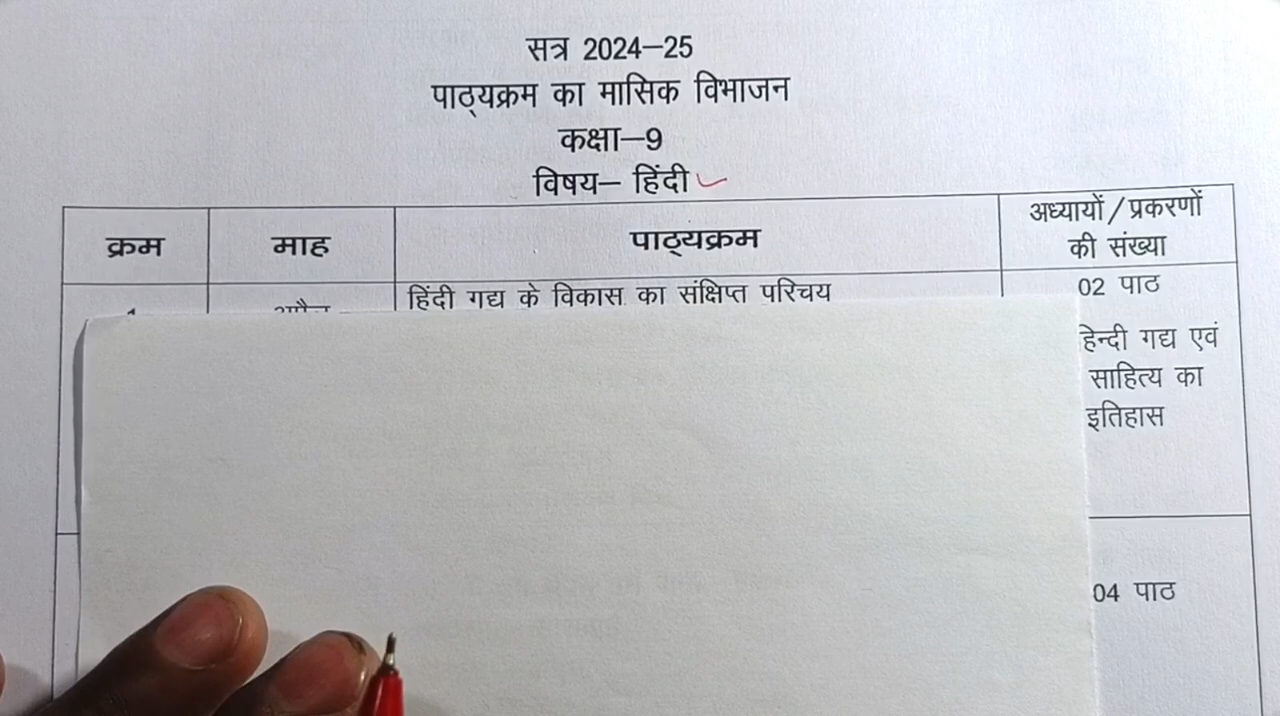 सत्र 2024–25
पाठ्यक्रम का मासिक विभाजन
कक्षा–9
विषय– हिंदी
क्रम माह पाठ्यक्रम अध्यायों/प्रकरणों की संख्या
हिंदी गद्य के विकास का संक्षिप्त परिचय 02 पाठ
हिन्दी गद्य एवं
साहित्य का
इतिहास
04 पाठ